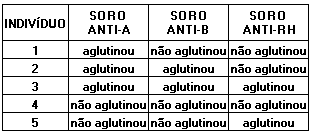 INDIVÍDUO SORO ANTI-A SORO ANTI-B SORO ANTI-RH
1 aglutinou não aglutinou não aglutinou
2 aglutinou aglutinou não aglutinou
3 aglutinou aglutinou aglutinou
4 não aglutinou não aglutinou não aglutinou
5 não aglutinou não aglutinou aglutinou